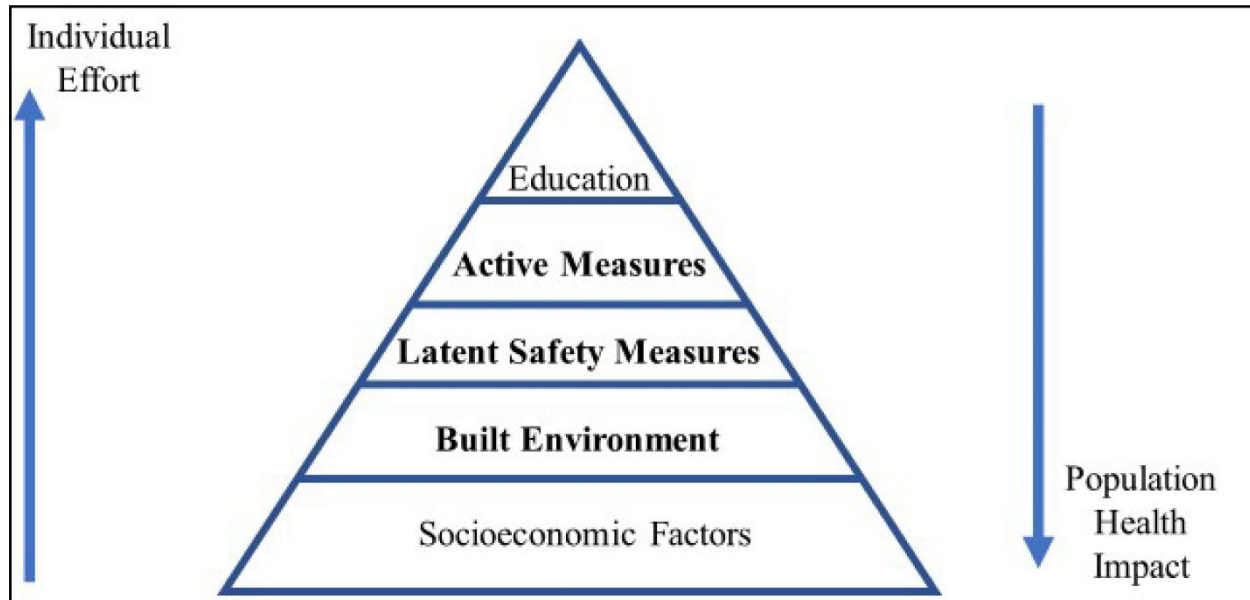 Individual
Effort
Education
Active Measures
Latent Safety Measures
Built Environment
Socioeconomic Factors
Population
Health
Impact